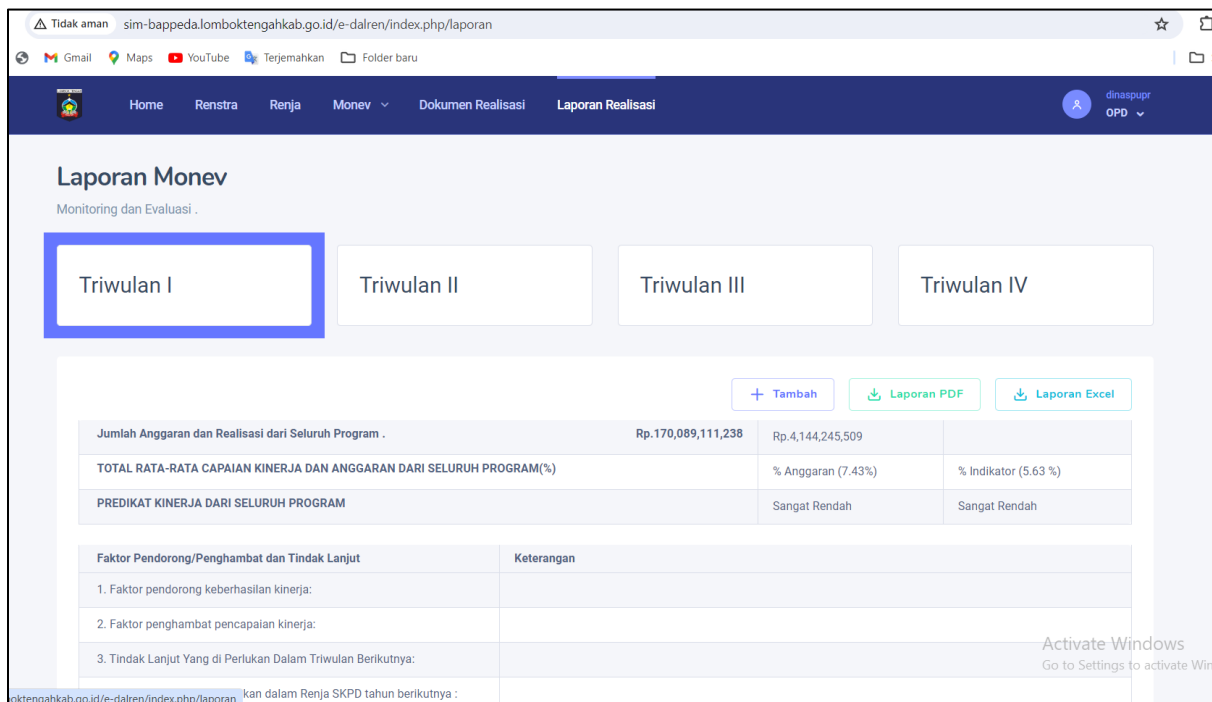 Tidak aman sim-bappeda.lomboktengahkab.go.id/e-dalren/index.php/laporan
Gmail Maps YouTube Terjemahkan Folder baru
Home Renstra Renja Monev Dokumen Realisasi Laporan Realisasi
dinaspupr
OPD
Laporan Monev
Monitoring dan Evaluasi .
Triwulan I Triwulan II Triwulan III Triwulan IV
+ Tambah Laporan PDF Laporan Excel
Jumlah Anggaran dan Realisasi dari Seluruh Program . Rp.170,089,111,238 Rp.4,144,245,509
TOTAL RATA-RATA CAPAIAN KINERJA DAN ANGGARAN DARI SELURUH PROGRAM(%) % Anggaran (7.43%) % Indikator (5.63 %)
PREDIKAT KINERJA DARI SELURUH PROGRAM Sangat Rendah Sangat Rendah
Faktor Pendorong/Penghambat dan Tindak Lanjut Keterangan
1. Faktor pendorong keberhasilan kinerja:
2. Faktor penghambat pencapaian kinerja:
3. Tindak Lanjut Yang di Perlukan Dalam Triwulan Berikutnya:
kan dalam Renja SKPD tahun berikutnya :
Activate Windows
Go to Settings to activate Win
oktengahkab.go.id/e-dalren/index.php/laporan